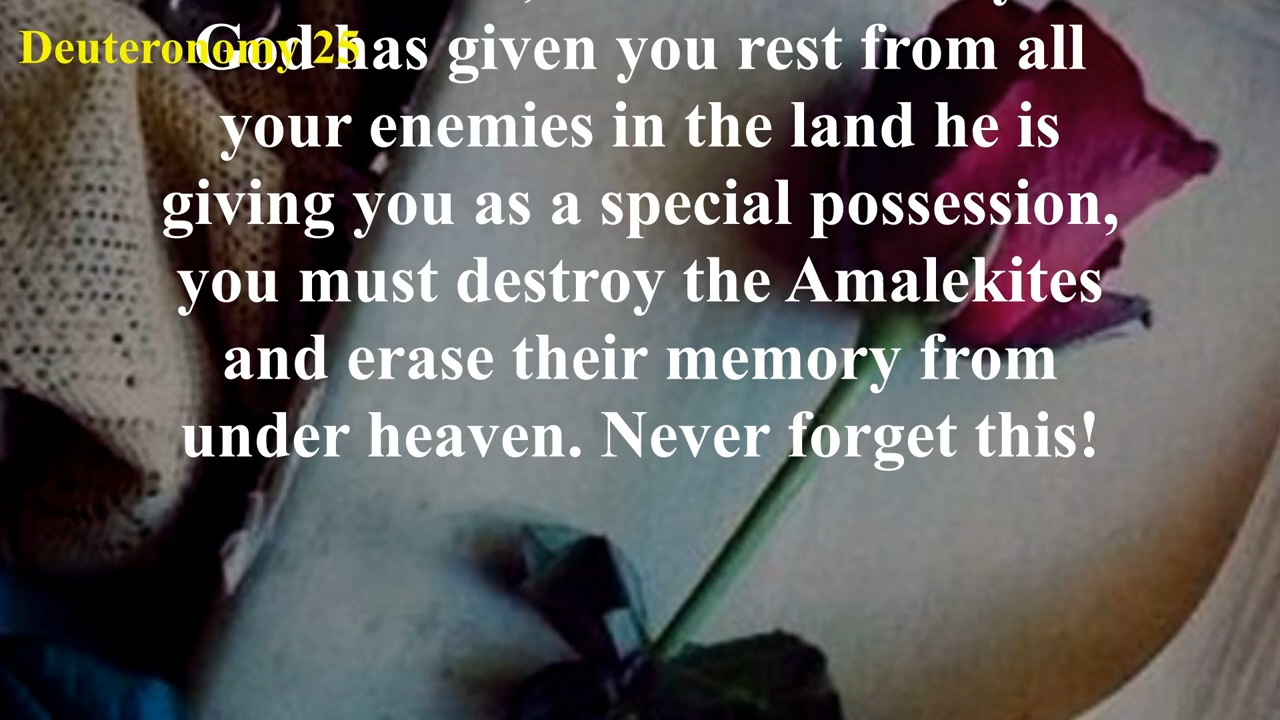 Deuteronomy 25
God has given you rest from all
your enemies in the land he is
giving you as a special possession,
you must destroy the Amalekites
and erase their memory from
under heaven. Never forget this!